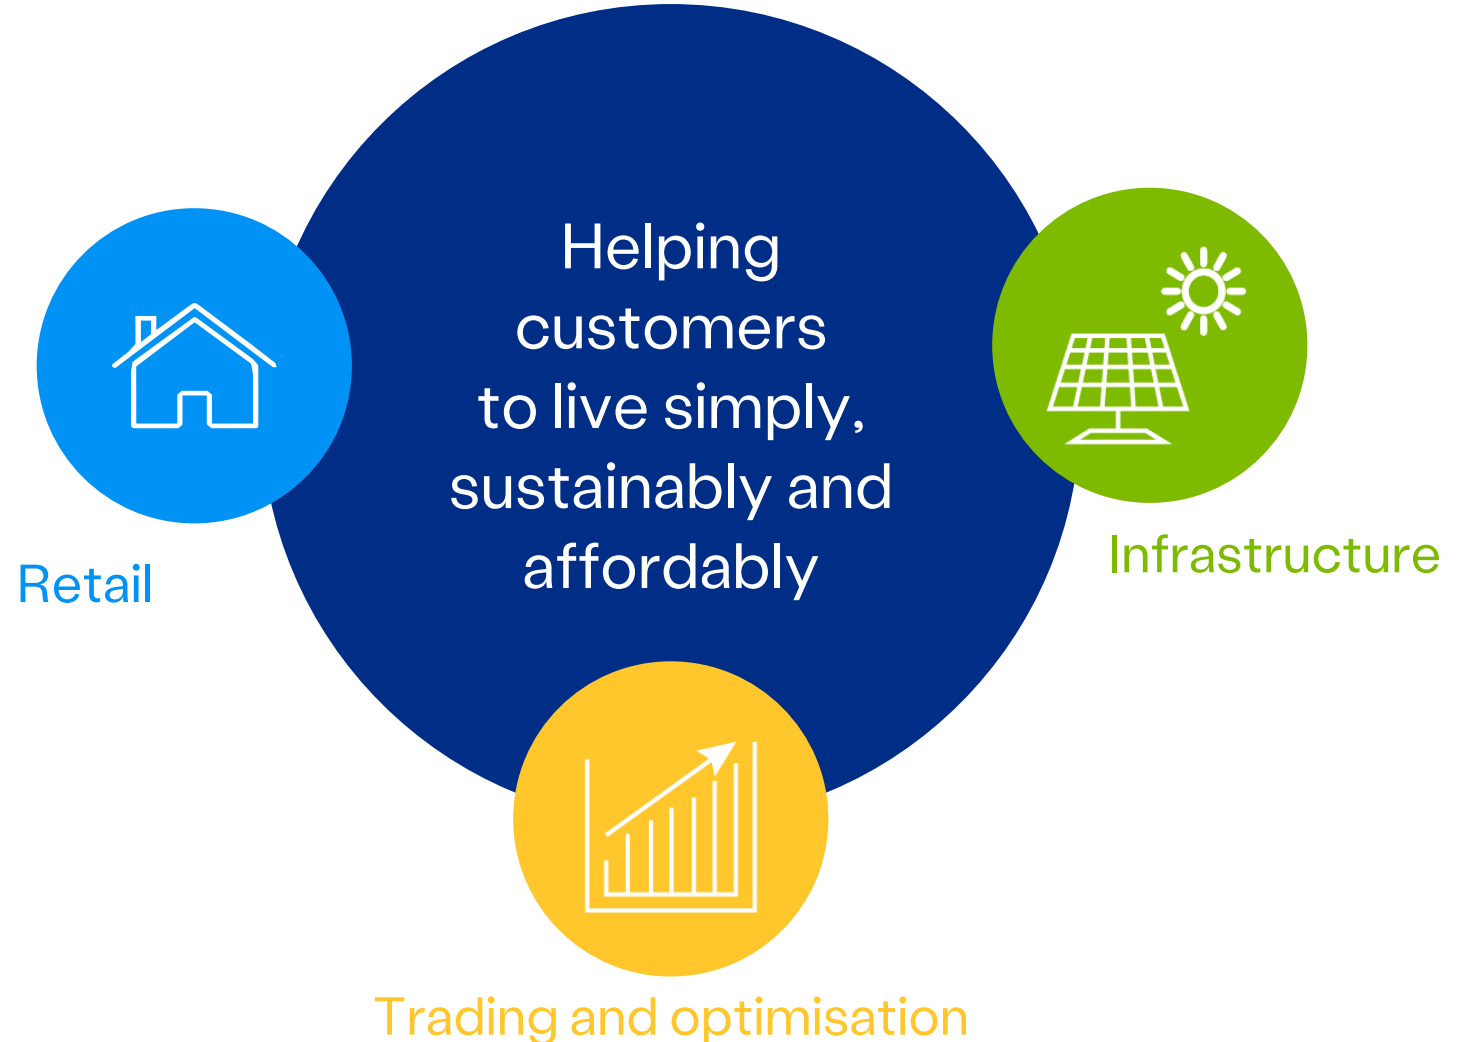 Helping
customers
to live simply,
sustainably and
affordably
Retail
Infrastructure
Trading and optimisation